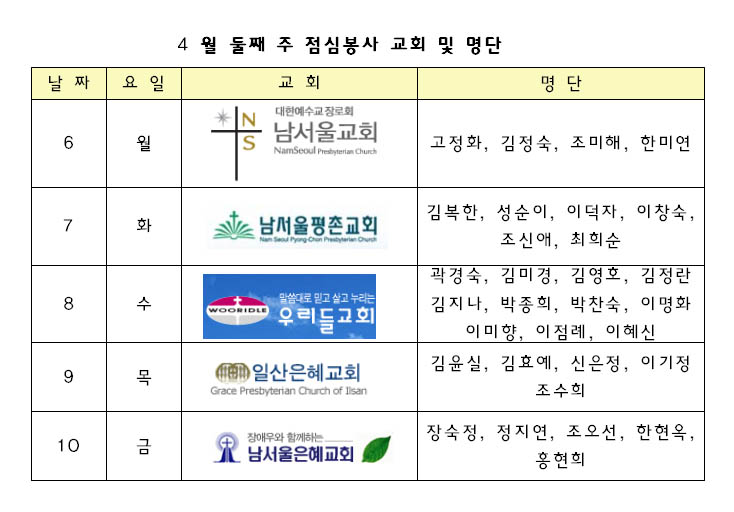 4 월 둘째 주 점심봉사 교회 및 명단
날 짜 요 일 교 회 명 단
6 월 대한예수교장로회
N S 남서울교회
NamSeoul Presbyterian Church
고정화, 김정숙, 조미해, 한미연
7 화 남서울평촌교회
Nam Seoul Pyong-Chon Presbyterian Church
김복한, 성순이, 이덕자, 이창숙,
조신애, 최희순
8 수 말씀대로 믿고 살고 누리는
WOORIDLE 우리들교회
곽경숙, 김미경, 김영호, 김정란
김지나, 박종희, 박찬숙, 이명화
이미향, 이점례, 이혜신
9 목 일산은혜교회
Grace Presbyterian Church of Ilsan
김윤실, 김효예, 신은정, 이기정
조수희
10 금 장애우와 함께하는______
남서울은혜교회
장숙정, 정지연, 조오선, 한현옥,
홍현희